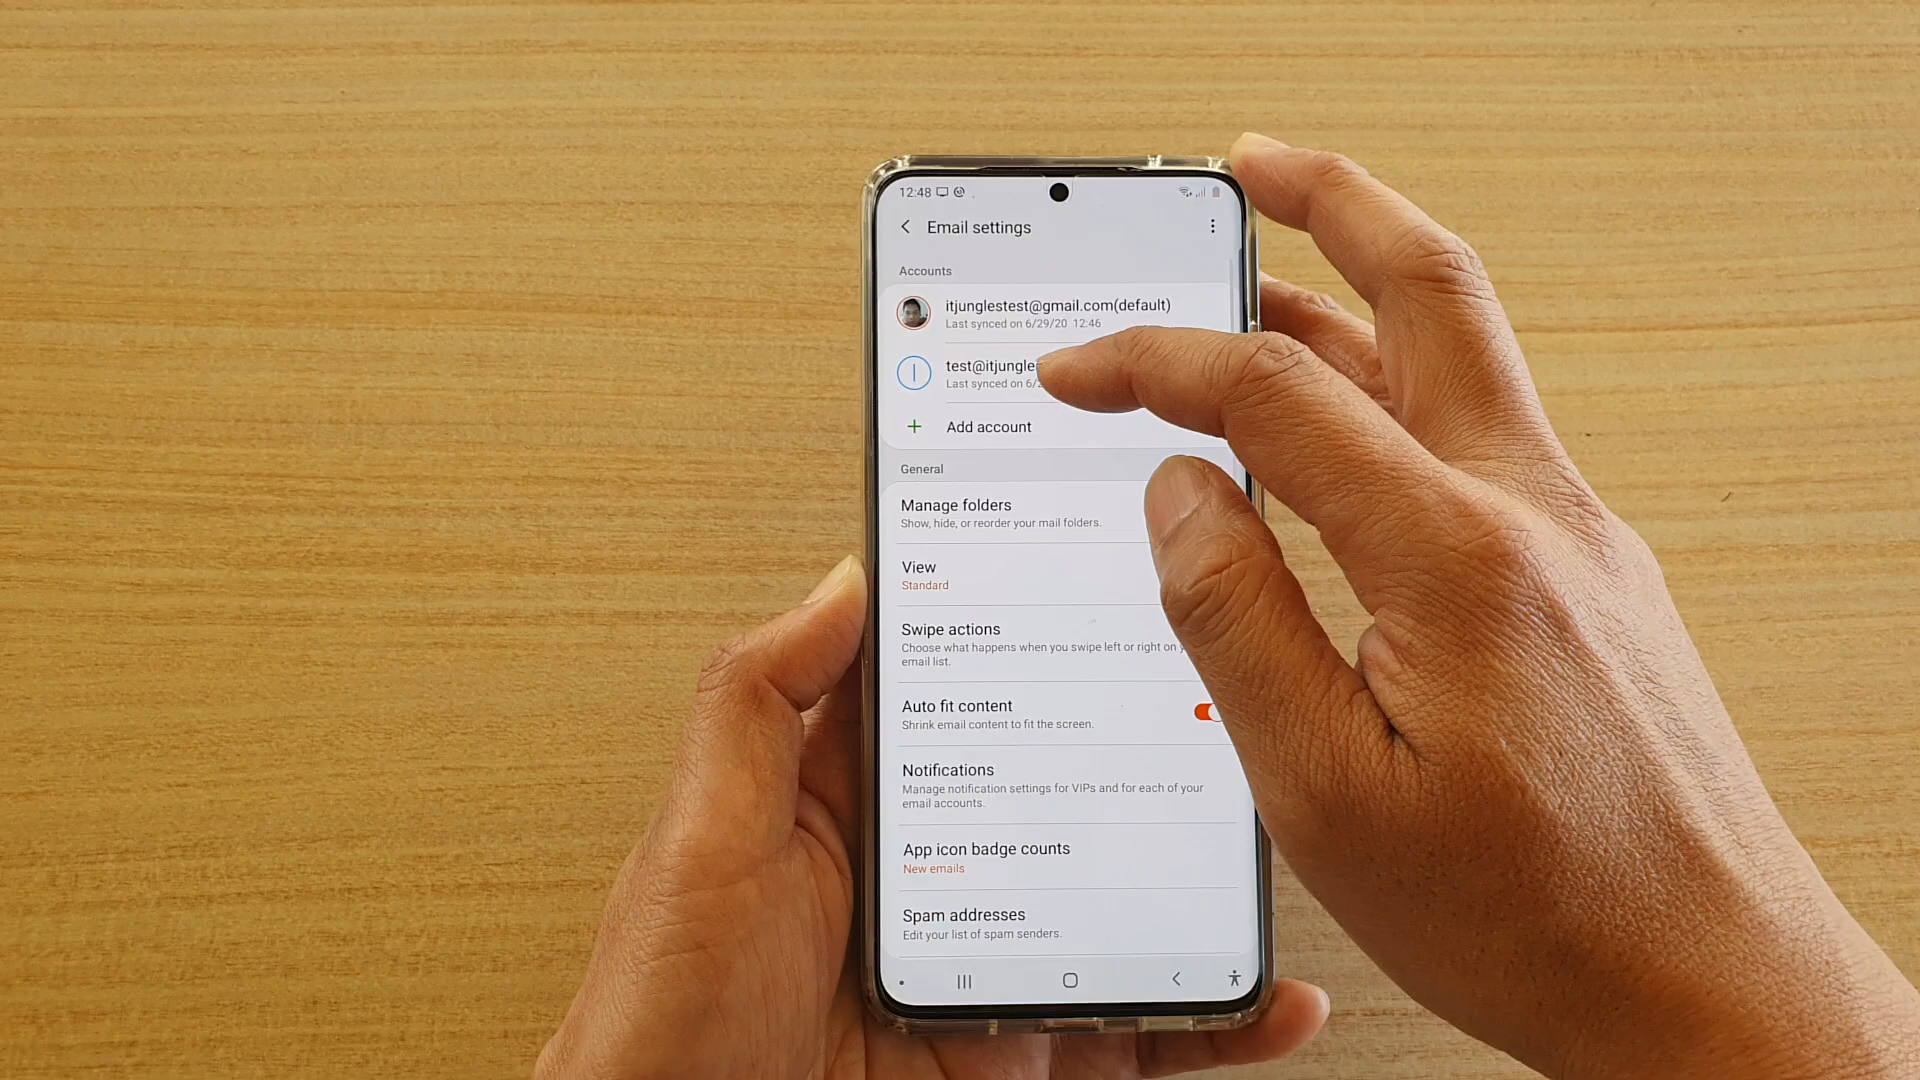 12:48
Email settings
Accounts
itjunglestest@gmail.com(default)
Last synced on 6/29/20 12:46
test@itjungle
Last synced on 6/
Add account
General
Manage folders
Show, hide, or reorder your mail folders.
View
Standard
Swipe actions
Choose what happens when you swipe left or right on
email list.
Auto fit content
Shrink email content to fit the screen.
Notifications
Manage notification settings for VIPs and for each of your
email accounts.
App icon badge counts
New emails
Spam addresses
Edit your list of spam senders.